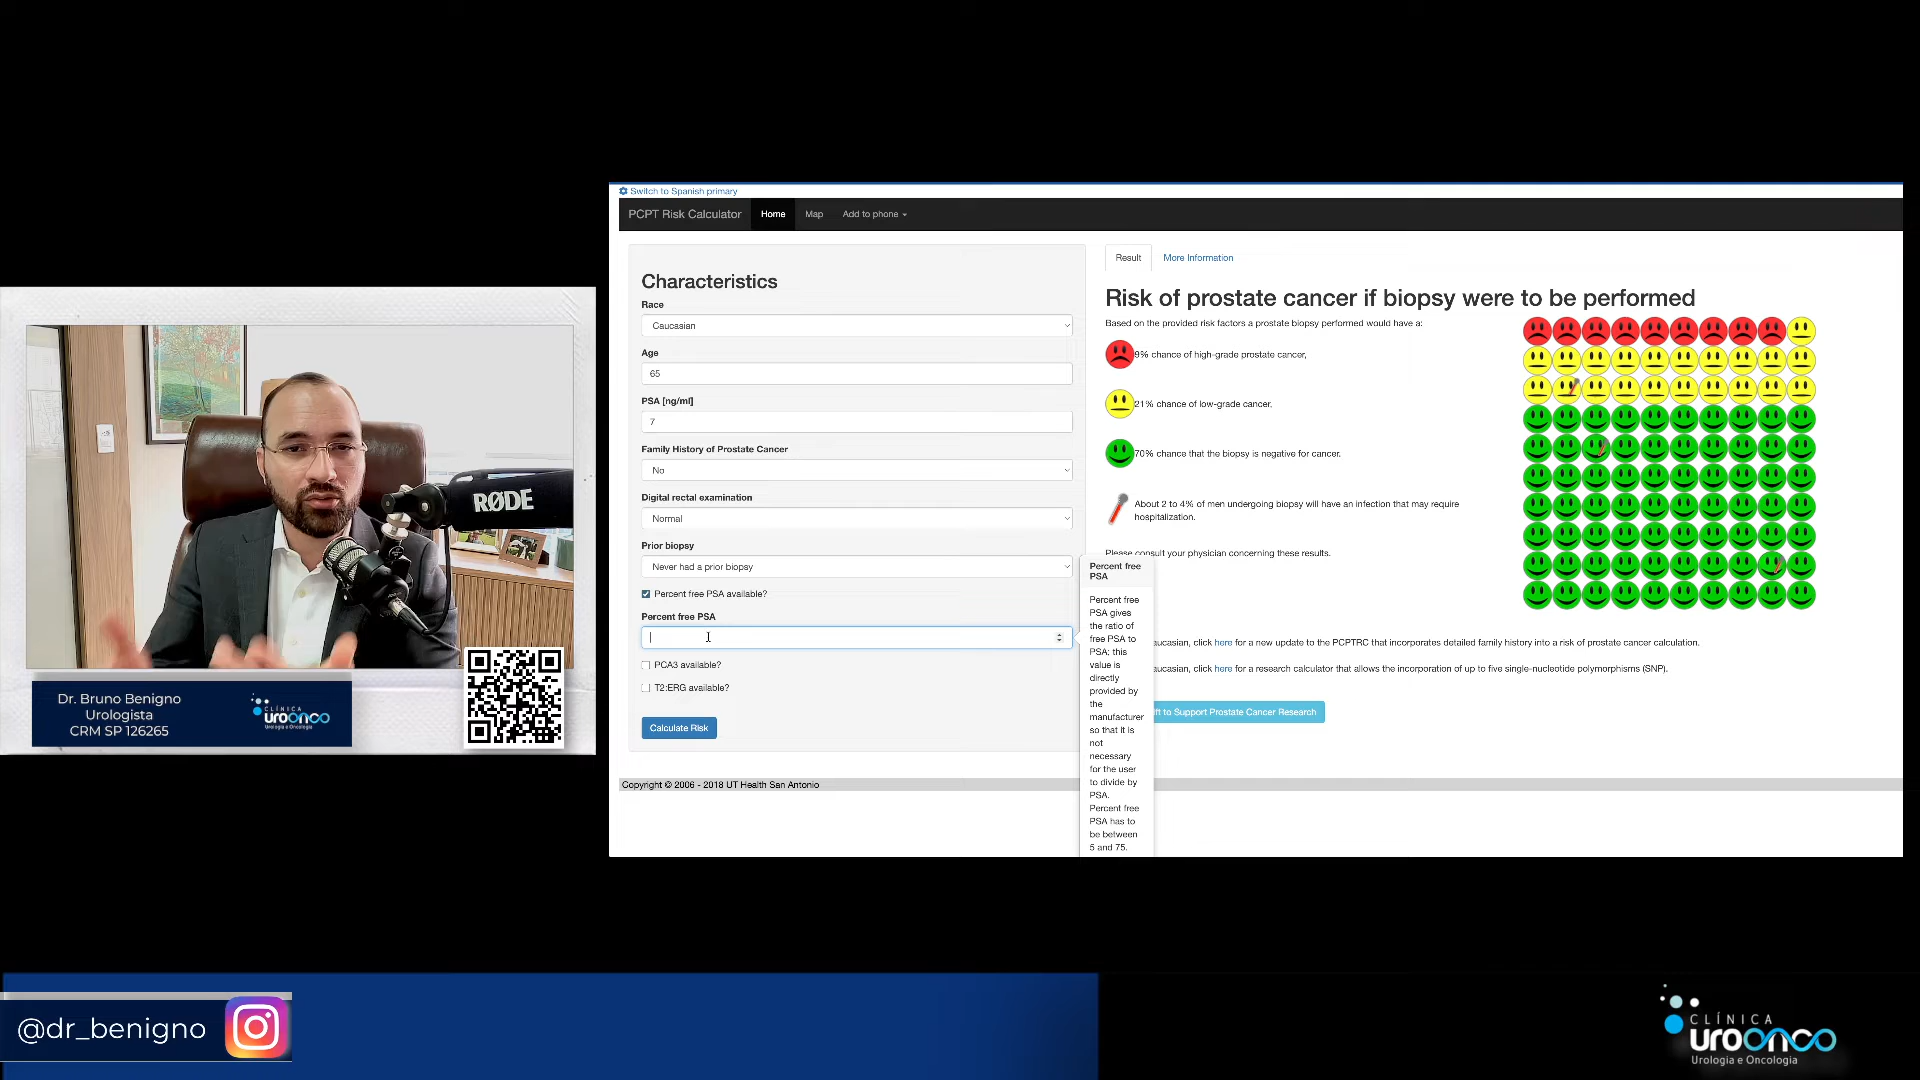 RØDE
Dr. Bruno Benigno
Urologista
CRM SP 126265
CLÍNICA
uroonco
Urologia e Oncologia
Switch to Spanish primary
PCPT Risk Calculator
Home
Map
Add to phone
Characteristics
Race
Caucasian
Age
65
PSA [ng/ml]
7
Family History of Prostate Cancer
No
Digital rectal examination
Normal
Prior biopsy
Never had a prior biopsy
Percent free PSA available?
Percent free PSA
PCA3 available?
T2:ERG available?
Calculate Risk
Copyright © 2006 - 2018 UT Health San Antonio
Result
More Information
Risk of prostate cancer if biopsy were to be performed
Based on the provided risk factors a prostate biopsy performed would have a:
9% chance of high-grade prostate cancer,
21% chance of low-grade cancer,
70% chance that the biopsy is negative for cancer.
About 2 to 4% of men undergoing biopsy will have an infection that may require
hospitalization.
Please consult your physician concerning these results.
Percent free
PSA
Percent free
PSA gives
the ratio of
free PSA to
PSA; this
value is
directly
provided by
the
manufacturer
so that it is
not
necessary
for the user
to divide by
PSA.
Percent free
PSA has to
be between
5 and 75.
aucasian, click here for a new update to the PCPTRC that incorporates detailed family history into a risk of prostate cancer calculation.
aucasian, click here for a research calculator that allows the incorporation of up to five single-nucleotide polymorphisms (SNP).
ift to Support Prostate Cancer Research
@dr_benigno
CLÍNICA
uroonco
Urologia e Oncologia